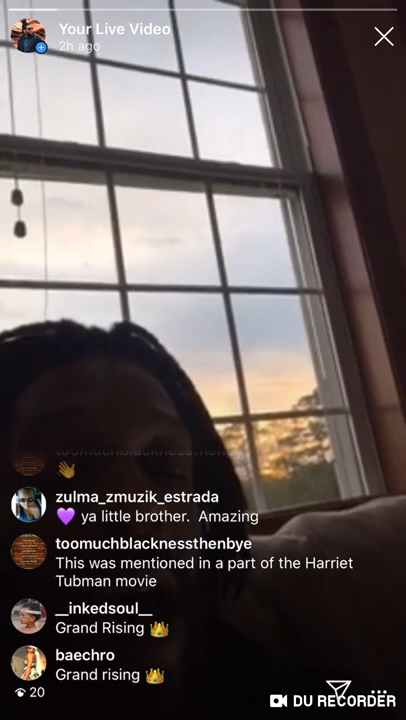 Your Live Video
2h ago
toomuchblacknessthenbye
👋
zulma_zmuzik_estrada
💜 ya little brother.  Amazing
toomuchblacknessthenbye
This was mentioned in a part of the Harriet
Tubman movie
__inkedsoul__
Grand Rising 👑
baechro
Grand rising 👑
20
DU RECORDER